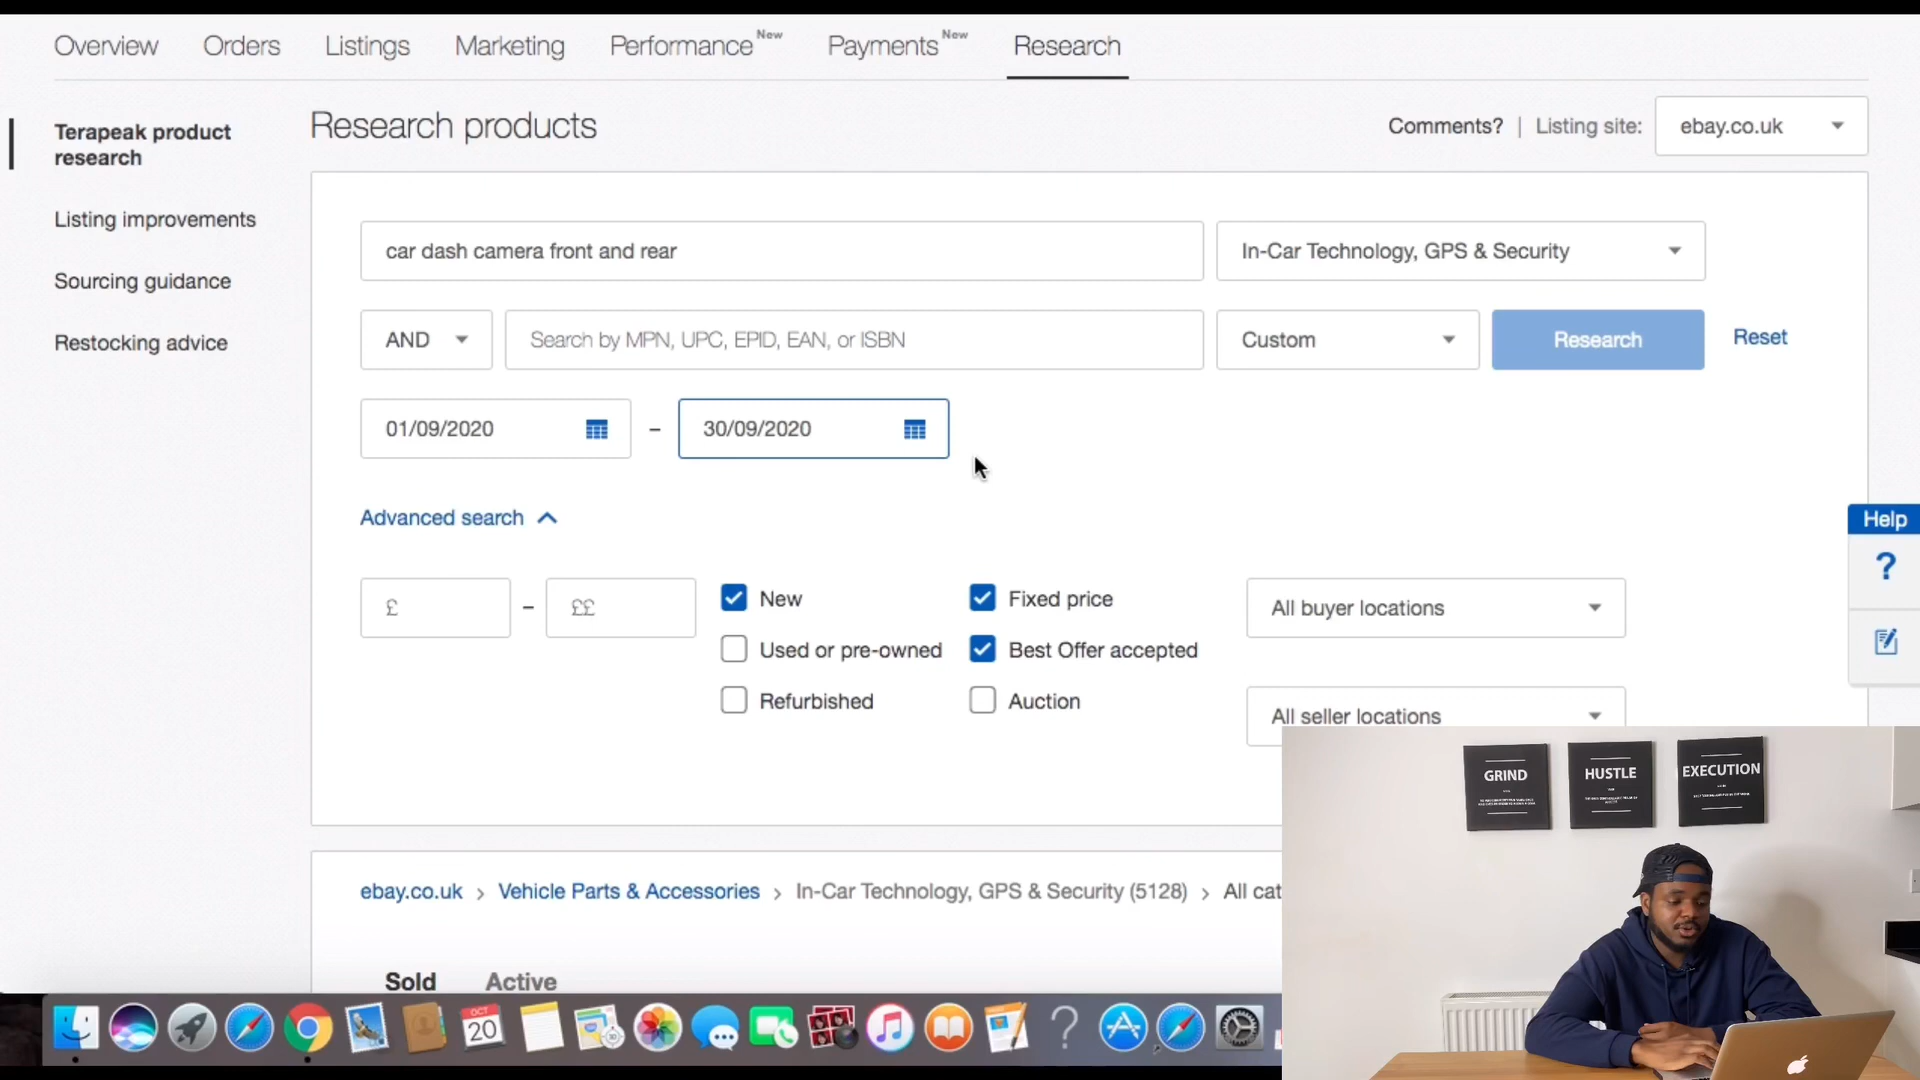 Overview Orders Listings Marketing Performance New Payments New Research
Terapeak product
research
Listing improvements
Sourcing guidance
Restocking advice
Research products
Comments? | Listing site: ebay.co.uk
car dash camera front and rear In-Car Technology, GPS & Security
AND Search by MPN, UPC, EPID, EAN, or ISBN Custom Research Reset
01/09/2020 – 30/09/2020
Advanced search
£ – ££
New Fixed price All buyer locations
Used or pre-owned Best Offer accepted
Refurbished Auction All seller locations
Help
?
ebay.co.uk > Vehicle Parts & Accessories > In-Car Technology, GPS & Security (5128) > All cat
Sold Active
OCT
20
GRIND
HUSTLE
EXECUTION